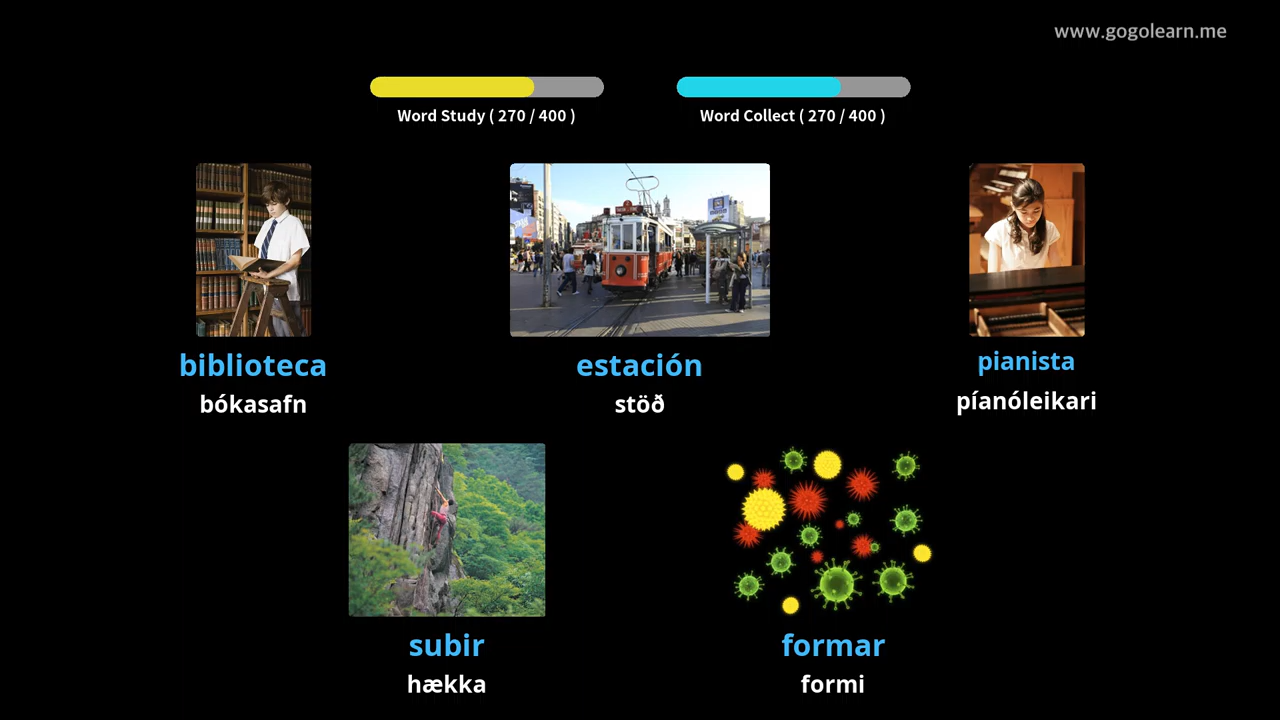 www.gogolearn.me
Word Study ( 270 / 400 )
Word Collect ( 270 / 400 )
biblioteca
bókasafn
estación
stöð
pianista
píanóleikari
subir
hækka
formar
formi